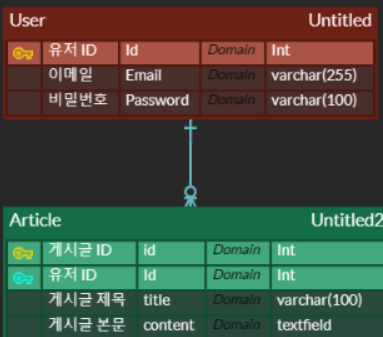 User Untitled
유저 ID Id Domain Int
이메일 Email Domain varchar(255)
비밀번호 Password Domain varchar(100)
Article Untitled2
게시글 ID id Domain Int
유저 ID Id Domain Int
게시글 제목 title Domain varchar(100)
게시글 본문 content Domain textfield